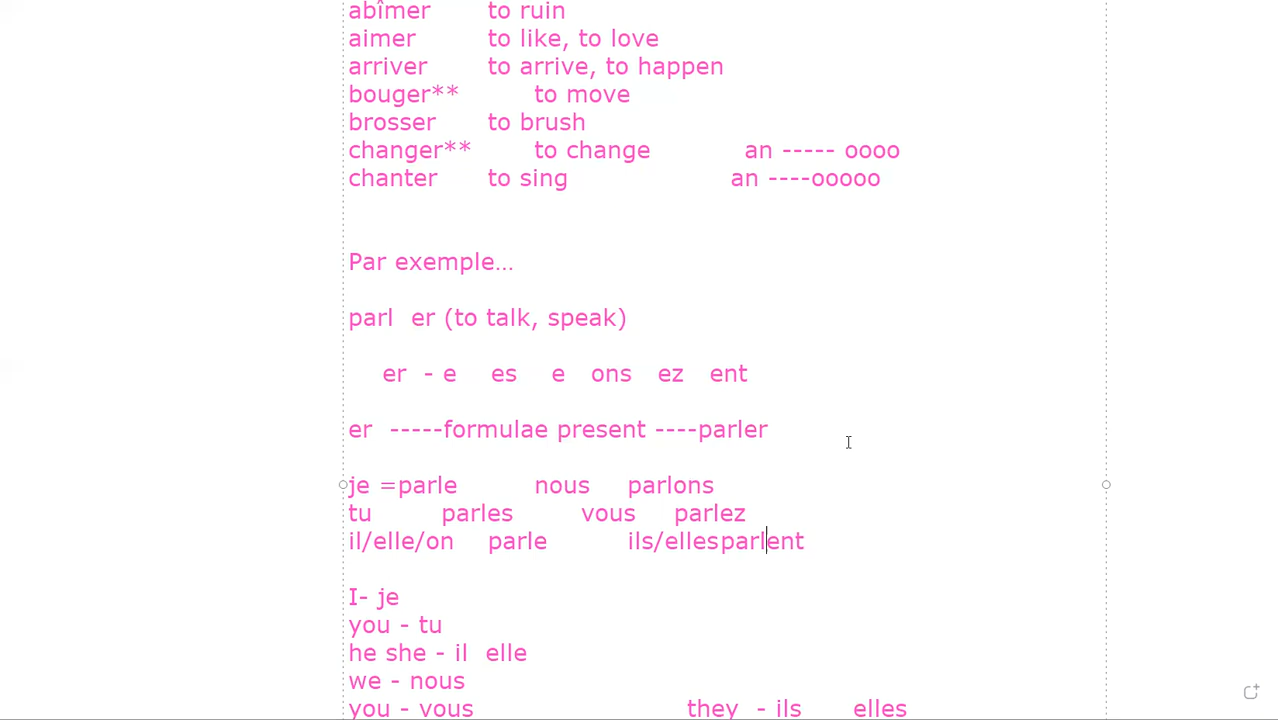 abîmer to ruin
aimer to like, to love
arriver to arrive, to happen
bouger** to move
brosser to brush
changer** to change an ----- oooo
chanter to sing an ----ooooo
Par exemple...
parl er (to talk, speak)
er - e es e ons ez ent
er -----formulae present ----parler
je =parle nous parlons
tu parles vous parlez
il/elle/on parle ils/ellesparlent
I- je
you - tu
he she - il elle
we - nous
you - vous they - ils elles